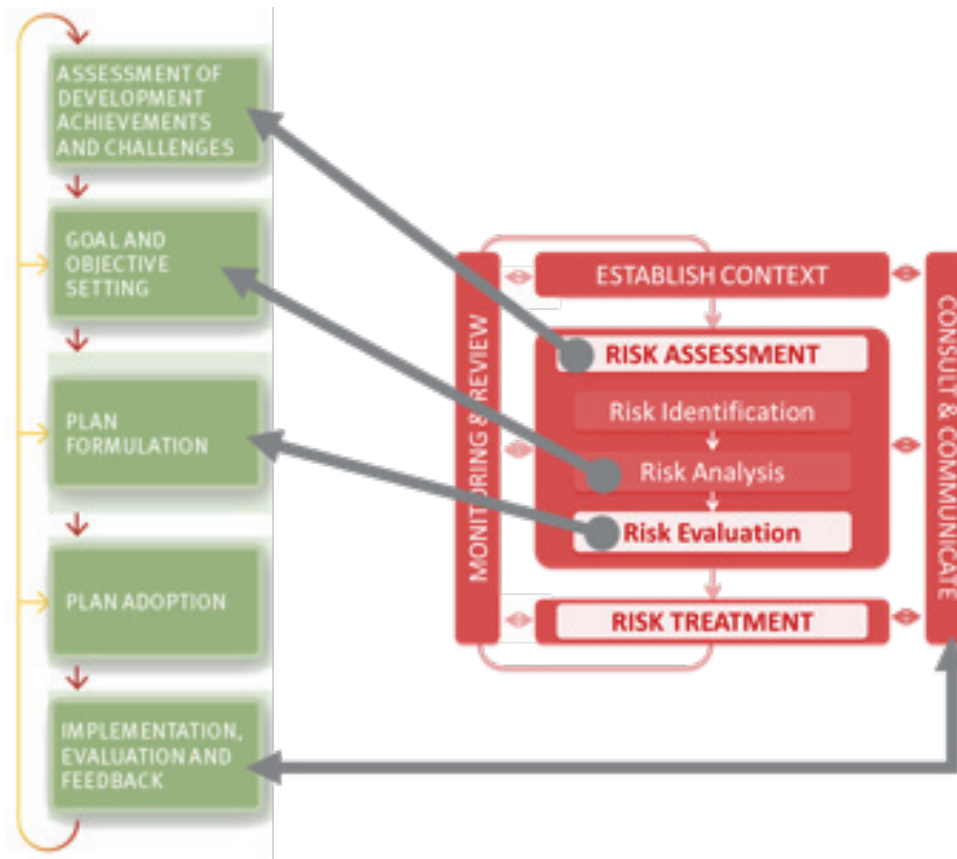 ASSESSMENT OF
DEVELOPMENT
ACHIEVEMENTS
AND CHALLENGES
GOAL AND
OBJECTIVE
SETTING
PLAN
FORMULATION
PLAN ADOPTION
IMPLEMENTATION,
EVALUATION AND
FEEDBACK
MONITORING & REVIEW
ESTABLISH CONTEXT
RISK ASSESSMENT
Risk Identification
Risk Analysis
Risk Evaluation
RISK TREATMENT
CONSULT & COMMUNICATE